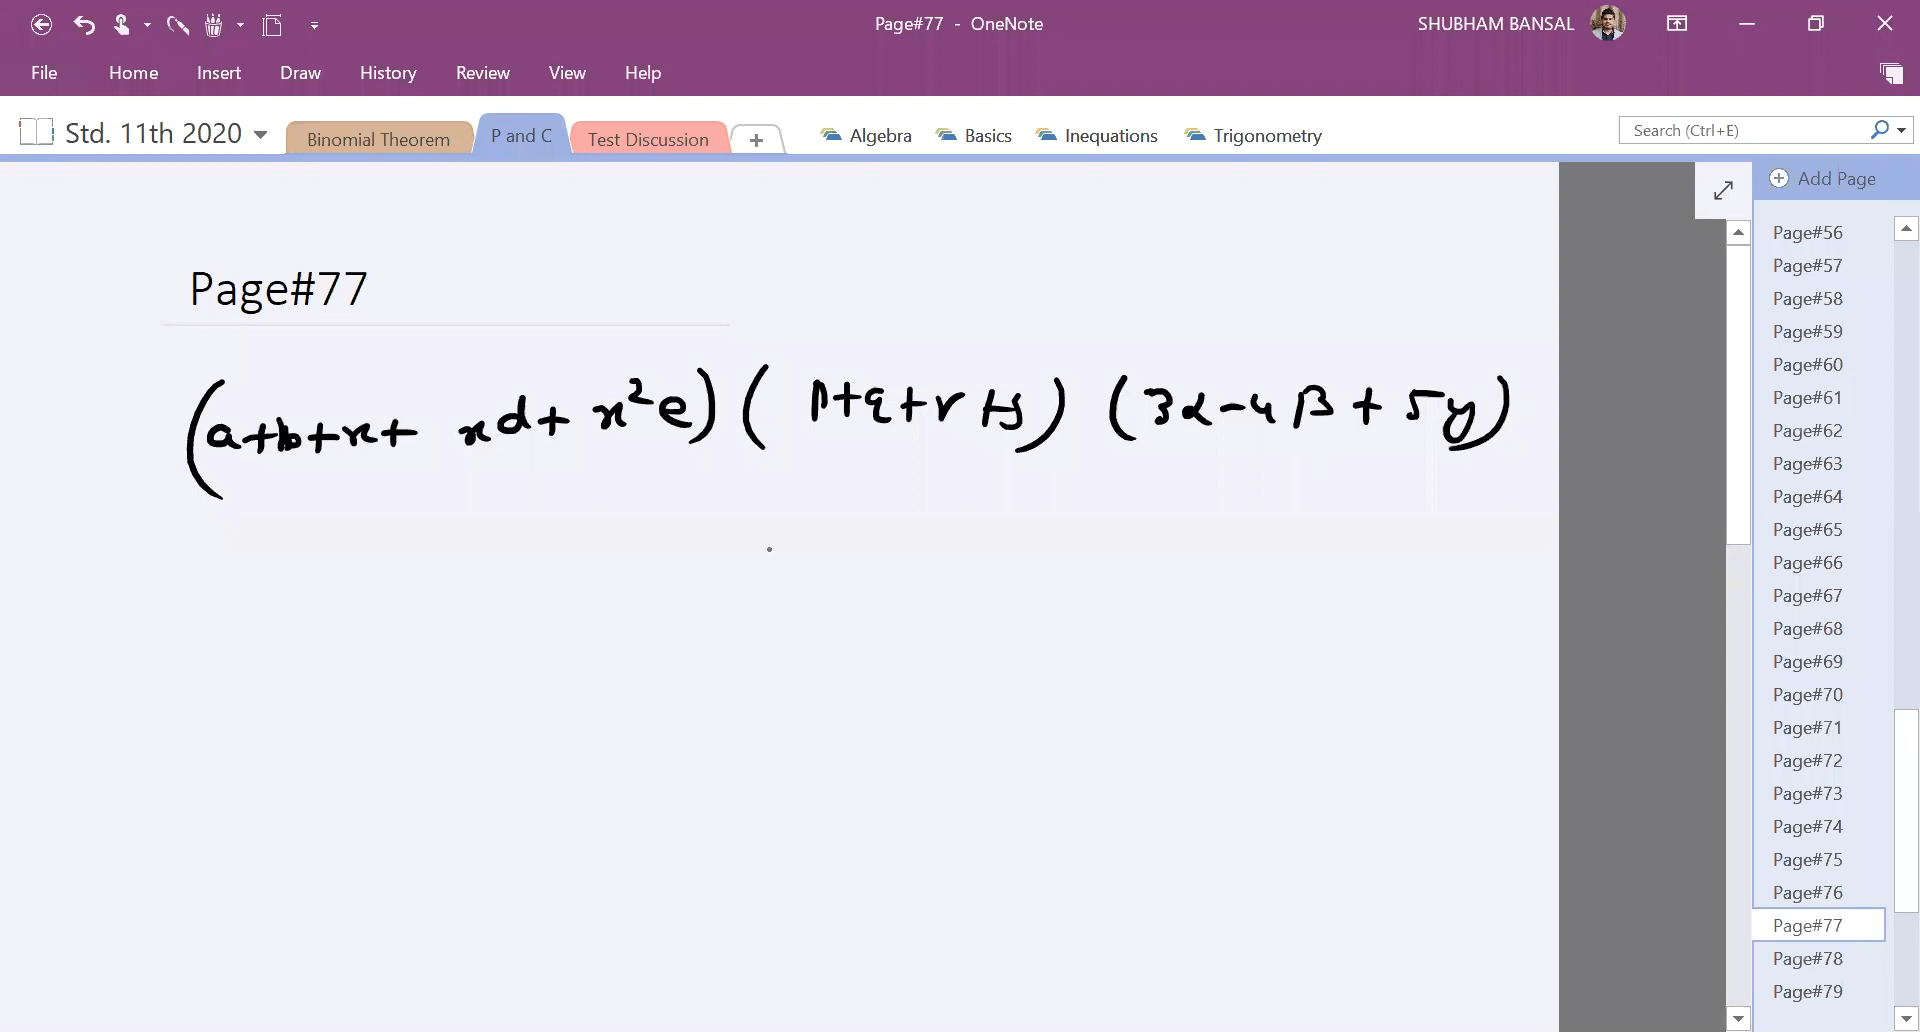 Page#77 - OneNote
SHUBHAM BANSAL
File Home Insert Draw History Review View Help
Std. 11th 2020
Binomial Theorem
P and C
Test Discussion
+
Algebra
Basics
Inequations
Trigonometry
Search (Ctrl+E)
Add Page
Page#77
(a+b+x+ xd+ x²e) (p+q+r+s) (3α-4β+5y)
Page#56
Page#57
Page#58
Page#59
Page#60
Page#61
Page#62
Page#63
Page#64
Page#65
Page#66
Page#67
Page#68
Page#69
Page#70
Page#71
Page#72
Page#73
Page#74
Page#75
Page#76
Page#77
Page#78
Page#79